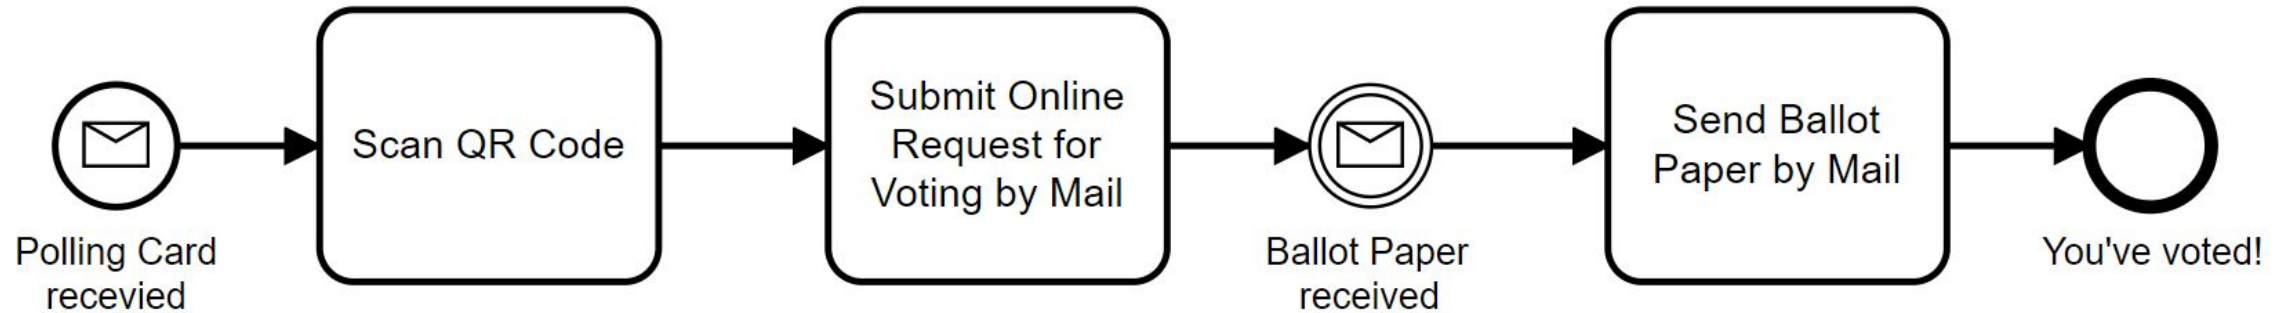 Polling Card
recevied
Scan QR Code
Submit Online
Request for
Voting by Mail
Ballot Paper
received
Send Ballot
Paper by Mail
You've voted!